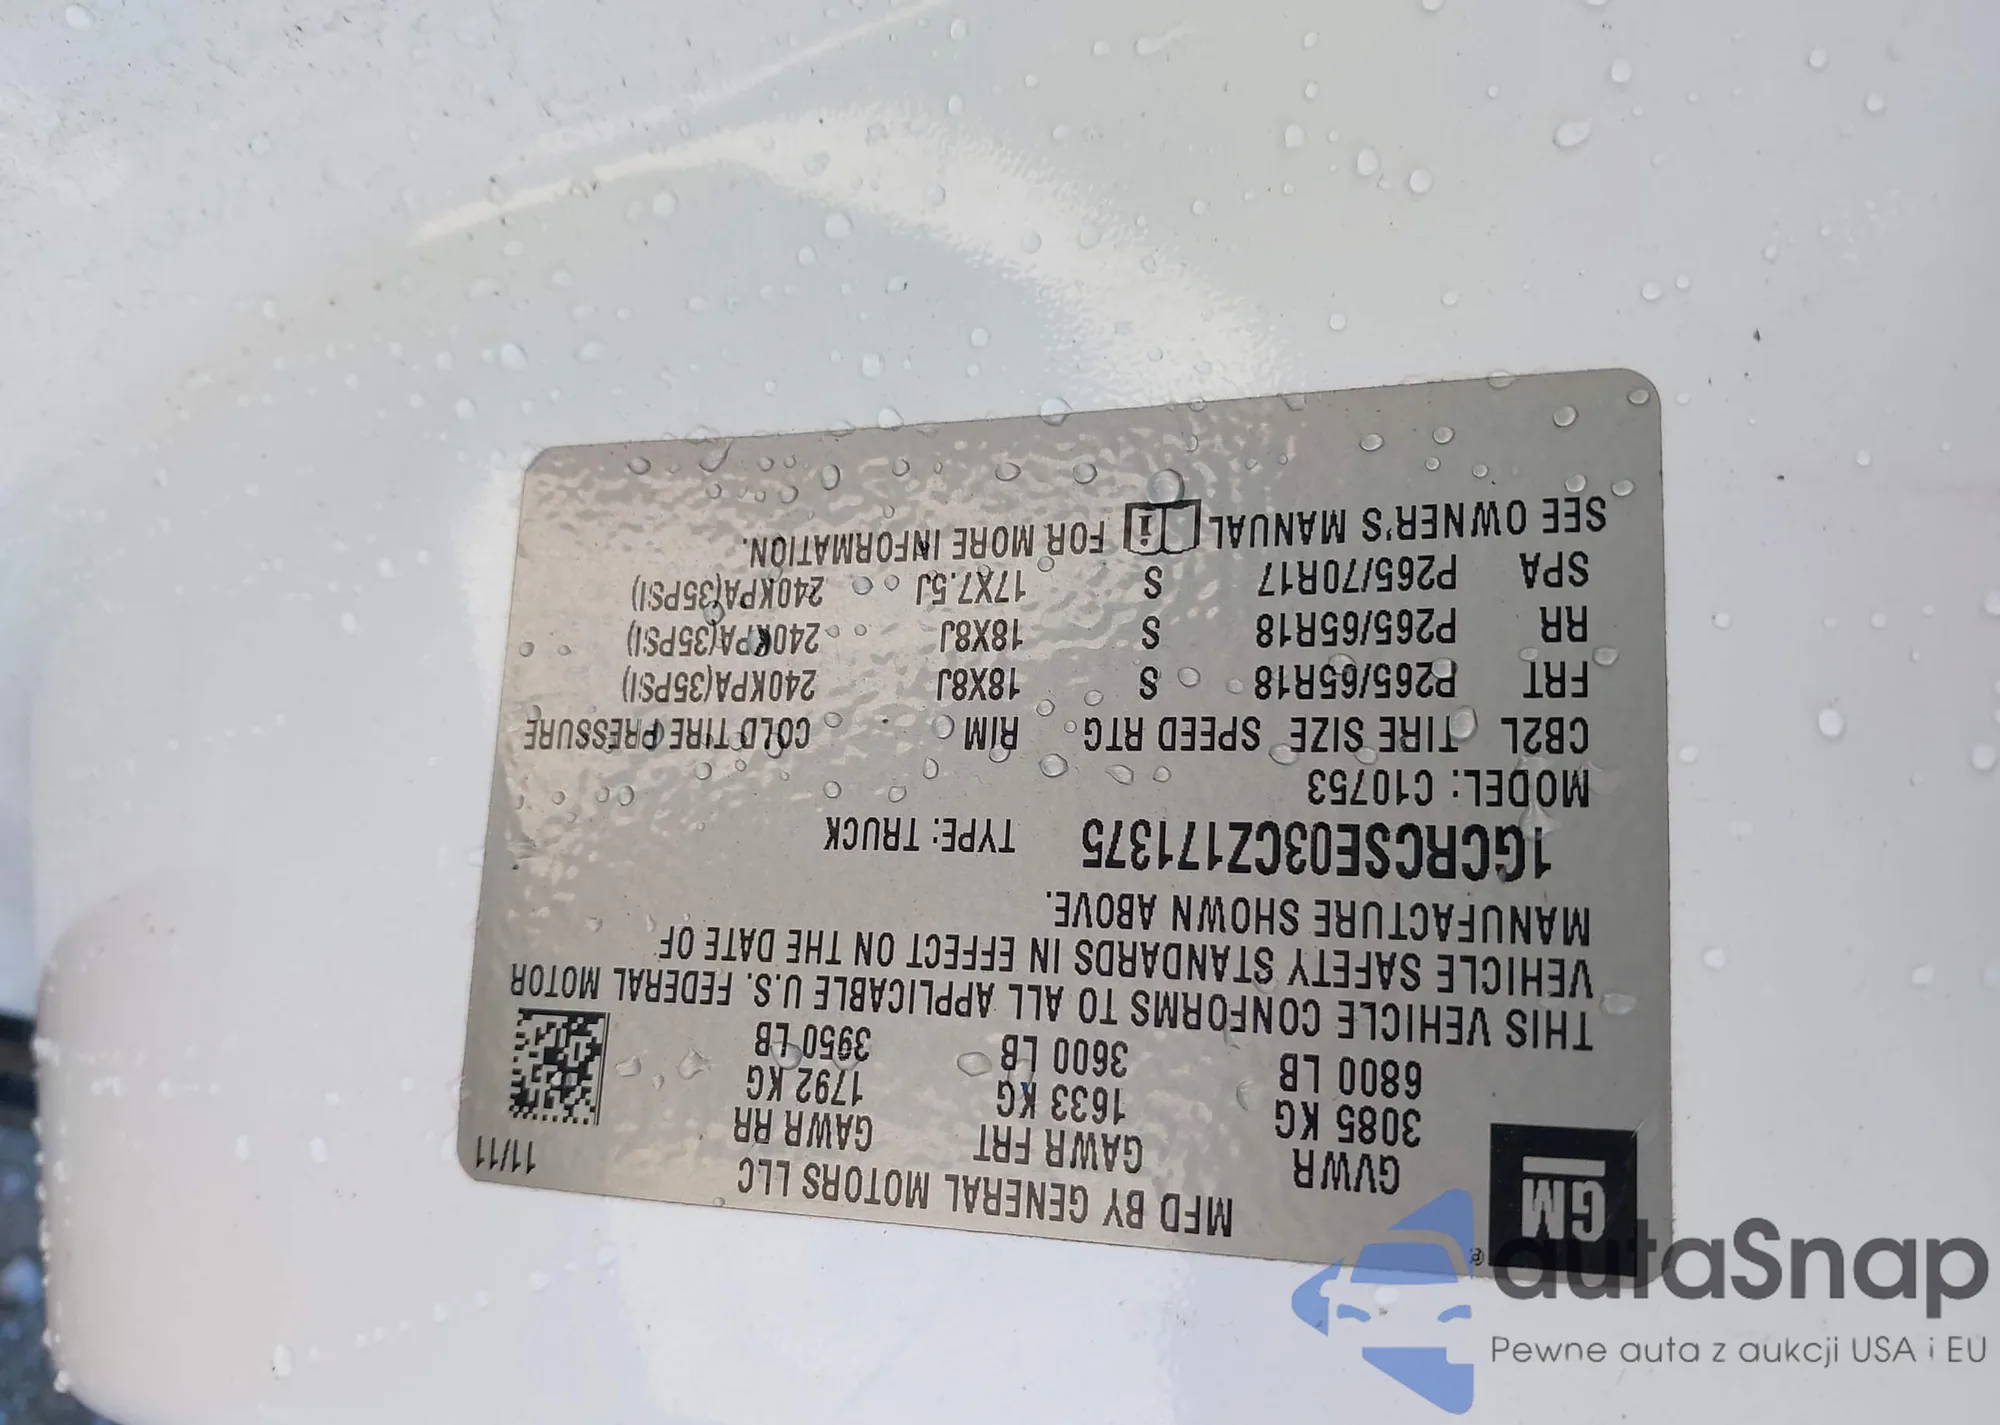 GM
®
MFD BY GENERAL MOTORS LLC
11/11
GVWR GAWR FRT GAWR RR
3085 KG 1633 KG 1792 KG
6800 LB 3600 LB 3950 LB
THIS VEHICLE CONFORMS TO ALL APPLICABLE U.S. FEDERAL MOTOR
VEHICLE SAFETY STANDARDS IN EFFECT ON THE DATE OF
MANUFACTURE SHOWN ABOVE.
1GCRCSE03CZ171375 TYPE: TRUCK
MODEL: C10753
CB2L TIRE SIZE SPEED RTG RIM COLD TIRE PRESSURE
FRT P265/65R18 S 18X8J 240KPA(35PSI)
RR P265/65R18 S 18X8J 240KPA(35PSI)
SPA P265/70R17 S 17X7.5J 240KPA(35PSI)
SEE OWNER'S MANUAL i FOR MORE INFORMATION.
autaSnap
Pewne auta z aukcji USA i EU